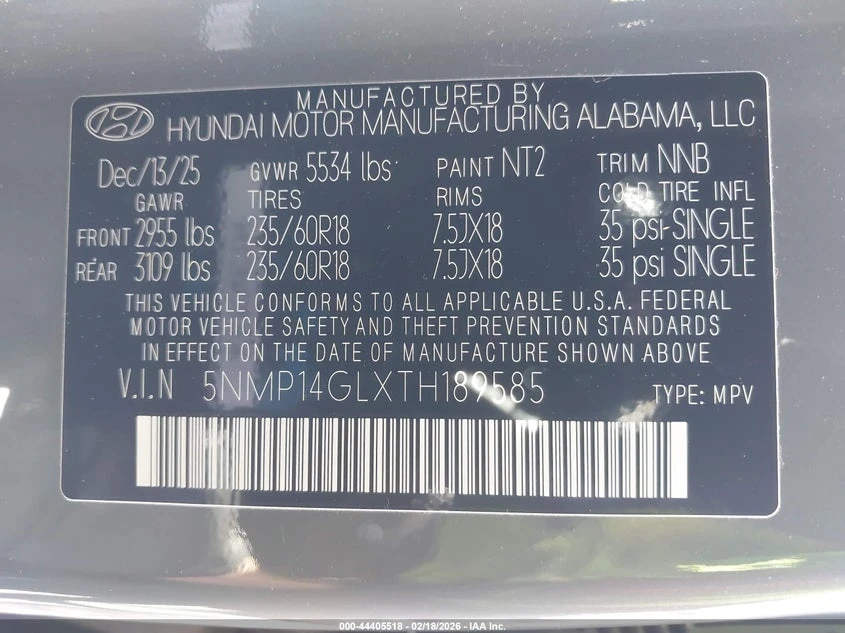 MANUFACTURED BY
HYUNDAI MOTOR MANUFACTURING ALABAMA, LLC
Dec/13/25 GVWR 5534 lbs PAINT NT2 TRIM NNB
GAWR TIRES RIMS COLD TIRE INFL
FRONT 2955 lbs 235/60R18 7.5JX18 35 psi-SINGLE
REAR 3109 lbs 235/60R18 7.5JX18 35 psi SINGLE
THIS VEHICLE CONFORMS TO ALL APPLICABLE U.S.A. FEDERAL
MOTOR VEHICLE SAFETY AND THEFT PREVENTION STANDARDS
IN EFFECT ON THE DATE OF MANUFACTURE SHOWN ABOVE
V.I.N 5NMP14GLXTH189585 TYPE: MPV
000-44405518 - 02/18/2026 - IAA Inc.